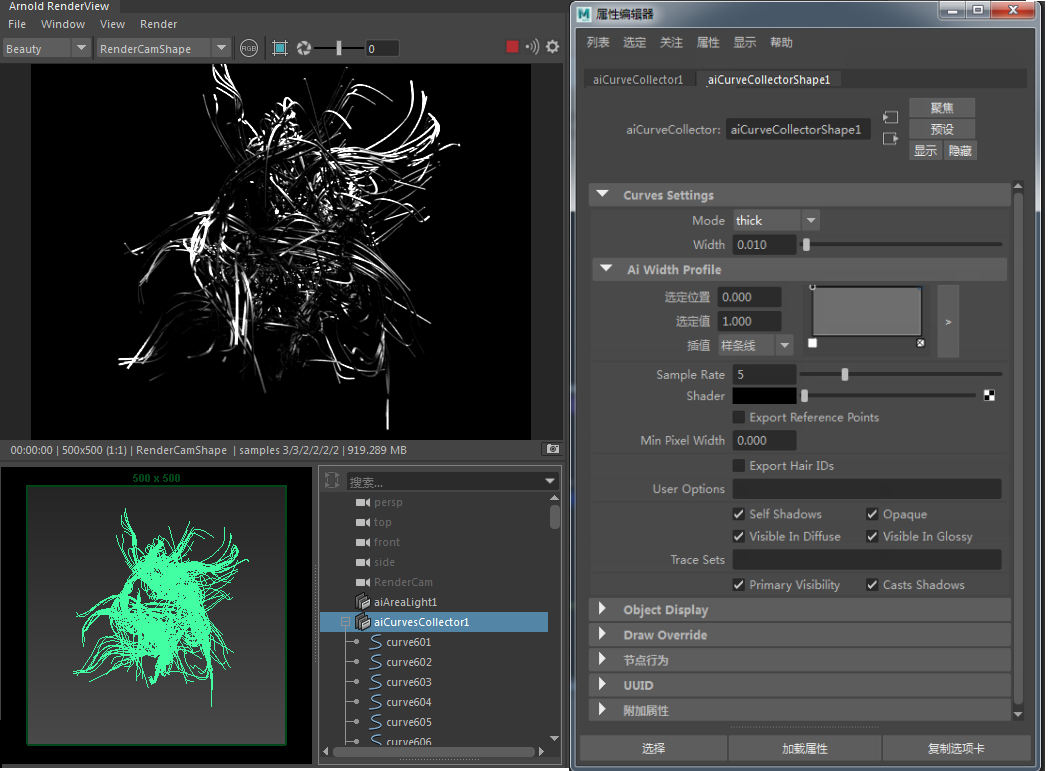 Arnold RenderView
File Window View Render
Beauty RenderCamShape RGB 0
00:00:00 | 500x500 (1:1) | RenderCamShape | samples 3/3/2/2/2/2 | 919.289 MB
500 x 500
搜索...
persp
top
front
side
RenderCam
aiAreaLight1
aiCurvesCollector1
curve601
curve602
curve603
curve604
curve605
curve606
属性编辑器
列表 选定 关注 属性 显示 帮助
aiCurveCollector1 aiCurveCollectorShape1
aiCurveCollector: aiCurveCollectorShape1
聚焦
预设
显示 隐藏
Curves Settings
Mode thick
Width 0.010
Ai Width Profile
选定位置 0.000
选定值 1.000
插值 样条线
>
Sample Rate 5
Shader
Export Reference Points
Min Pixel Width 0.000
Export Hair IDs
User Options
Self Shadows Opaque
Visible In Diffuse Visible In Glossy
Trace Sets
Primary Visibility Casts Shadows
Object Display
Draw Override
节点行为
UUID
附加属性
选择 加载属性 复制选项卡